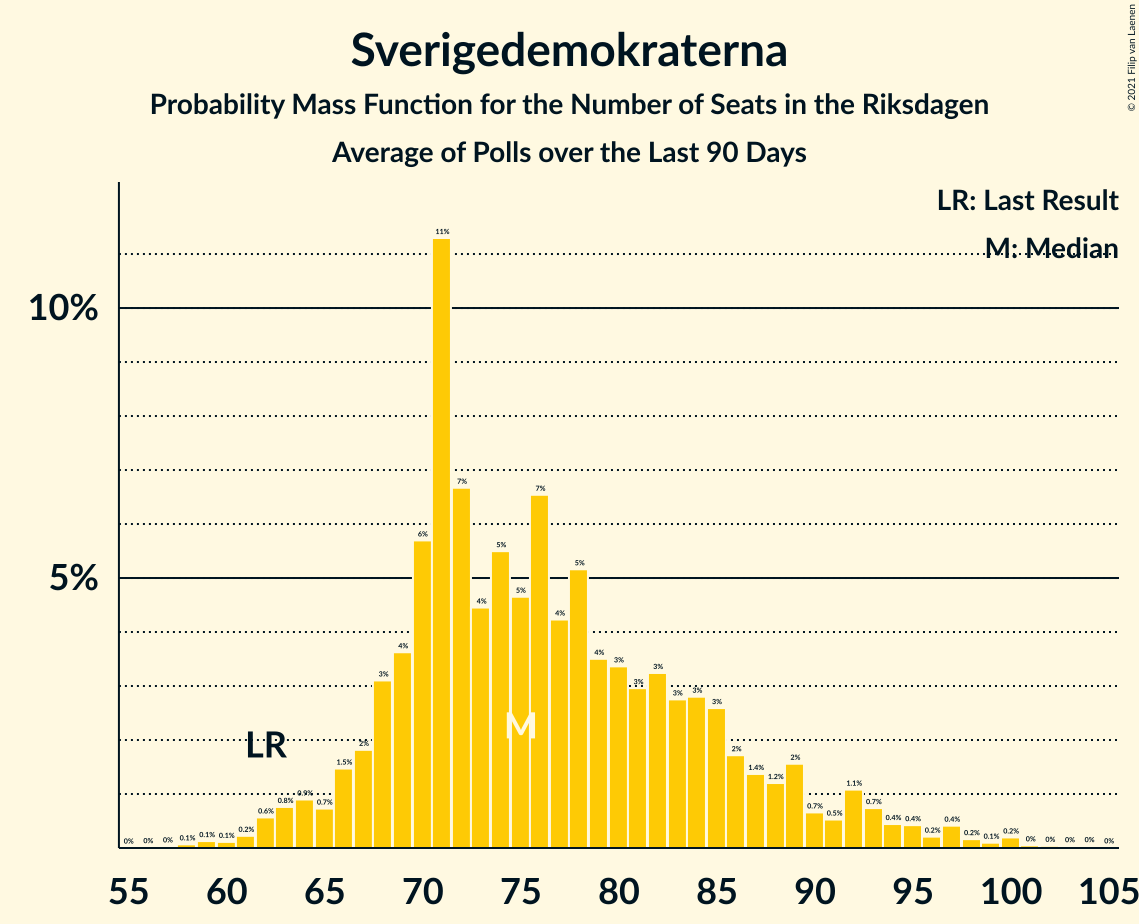 © 2021 Filip van Laenen
Sverigedemokraterna
Probability Mass Function for the Number of Seats in the Riksdagen
Average of Polls over the Last 90 Days
LR: Last Result
M: Median
10%
5%
0% 0% 0% 0.1% 0.1% 0.1% 0.2% 0.6% 0.8% 0.9% 0.7% 1.5% 2% 3% 4% 6% 11% 7% 4% 5% 5% 7% 4% 5% 4% 3% 3% 3% 3% 3% 3% 2% 1.4% 1.2% 2% 0.7% 0.5% 1.1% 0.7% 0.4% 0.4% 0.2% 0.4% 0.2% 0.1% 0.2% 0% 0% 0% 0% 0%
LR
M
55 60 65 70 75 80 85 90 95 100 105